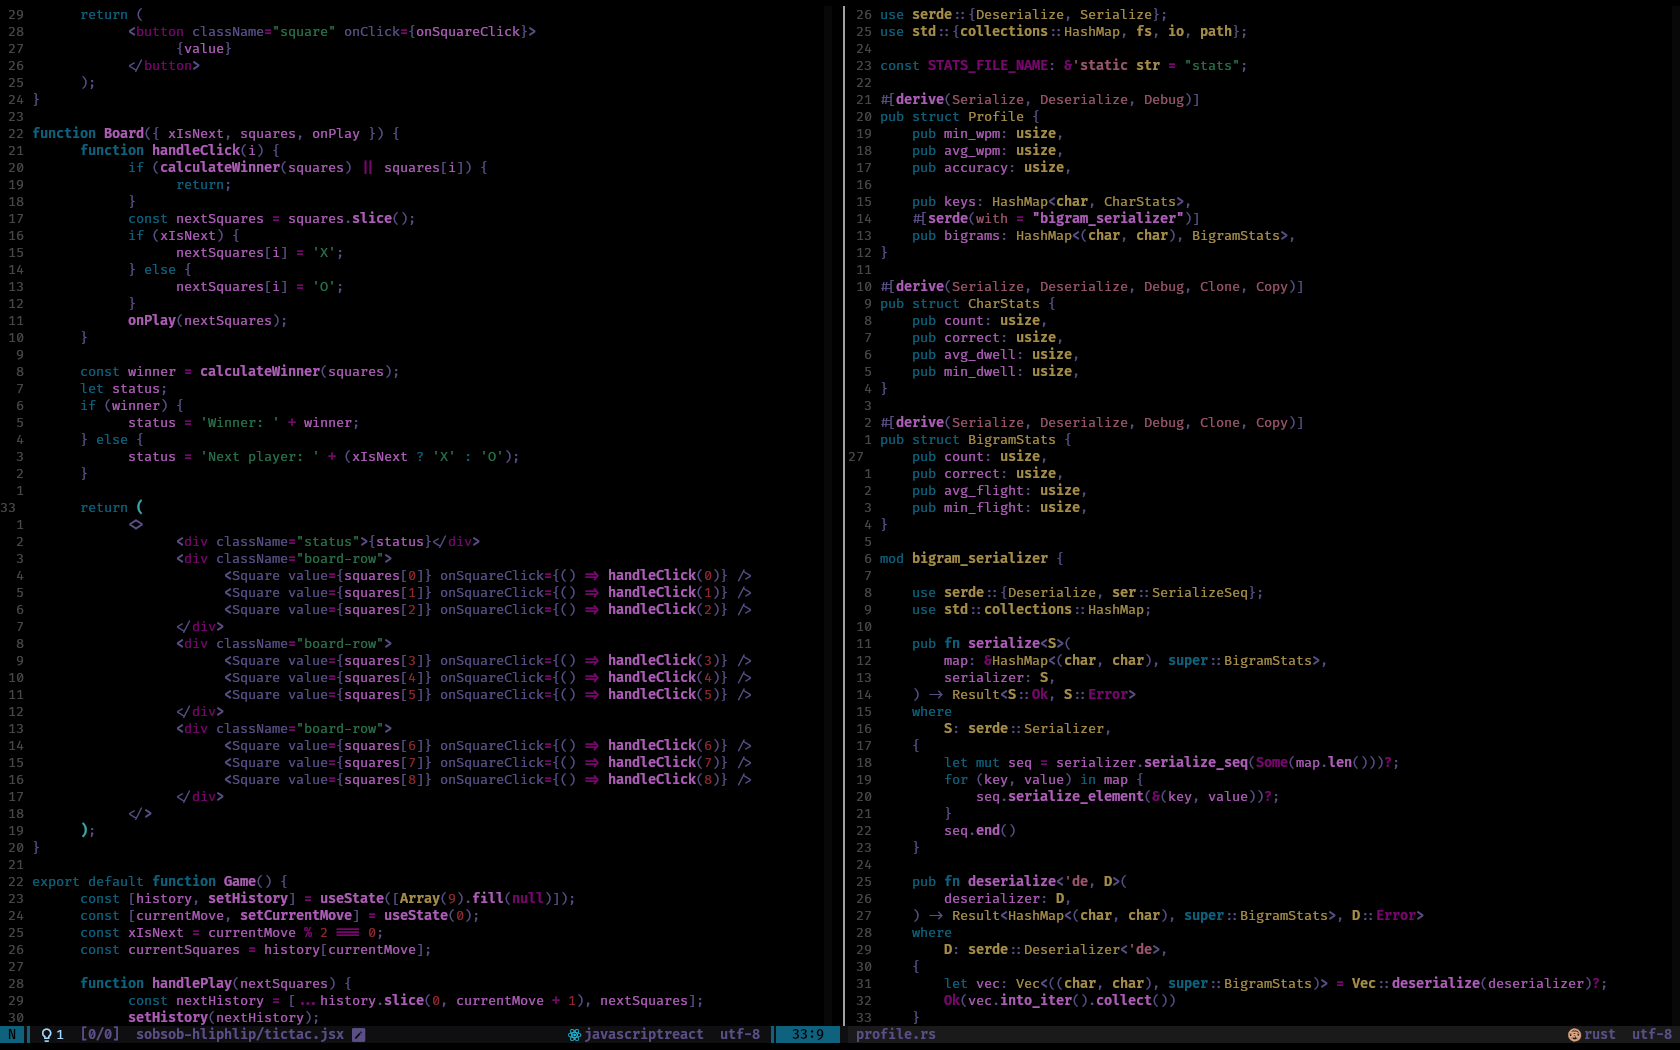 29 return (
28 <button className="square" onClick={onSquareClick}>
27 {value}
26 </button>
25 );
24 }
23
22 function Board({ xIsNext, squares, onPlay }) {
21 function handleClick(i) {
20 if (calculateWinner(squares) || squares[i]) {
19 return;
18 }
17 const nextSquares = squares.slice();
16 if (xIsNext) {
15 nextSquares[i] = 'X';
14 } else {
13 nextSquares[i] = 'O';
12 }
11 onPlay(nextSquares);
10 }
9
8 const winner = calculateWinner(squares);
7 let status;
6 if (winner) {
5 status = 'Winner: ' + winner;
4 } else {
3 status = 'Next player: ' + (xIsNext ? 'X' : 'O');
2 }
1
33 return (
1 <>
2 <div className="status">{status}</div>
3 <div className="board-row">
4 <Square value={squares[0]} onSquareClick={() => handleClick(0)} />
5 <Square value={squares[1]} onSquareClick={() => handleClick(1)} />
6 <Square value={squares[2]} onSquareClick={() => handleClick(2)} />
7 </div>
8 <div className="board-row">
9 <Square value={squares[3]} onSquareClick={() => handleClick(3)} />
10 <Square value={squares[4]} onSquareClick={() => handleClick(4)} />
11 <Square value={squares[5]} onSquareClick={() => handleClick(5)} />
12 </div>
13 <div className="board-row">
14 <Square value={squares[6]} onSquareClick={() => handleClick(6)} />
15 <Square value={squares[7]} onSquareClick={() => handleClick(7)} />
16 <Square value={squares[8]} onSquareClick={() => handleClick(8)} />
17 </div>
18 </>
19 );
20 }
21
22 export default function Game() {
23 const [history, setHistory] = useState([Array(9).fill(null)]);
24 const [currentMove, setCurrentMove] = useState(0);
25 const xIsNext = currentMove % 2 === 0;
26 const currentSquares = history[currentMove];
27
28 function handlePlay(nextSquares) {
29 const nextHistory = [...history.slice(0, currentMove + 1), nextSquares];
30 setHistory(nextHistory);
N 1 [0/0] sobsob-hliphlip/tictac.jsx javascriptreact utf-8 33:9
26 use serde::{Deserialize, Serialize};
25 use std::{collections::HashMap, fs, io, path};
24
23 const STATS_FILE_NAME: &'static str = "stats";
22
21 #[derive(Serialize, Deserialize, Debug)]
20 pub struct Profile {
19 pub min_wpm: usize,
18 pub avg_wpm: usize,
17 pub accuracy: usize,
16
15 pub keys: HashMap<char, CharStats>,
14 #[serde(with = "bigram_serializer")]
13 pub bigrams: HashMap<(char, char), BigramStats>,
12 }
11
10 #[derive(Serialize, Deserialize, Debug, Clone, Copy)]
9 pub struct CharStats {
8 pub count: usize,
7 pub correct: usize,
6 pub avg_dwell: usize,
5 pub min_dwell: usize,
4 }
3
2 #[derive(Serialize, Deserialize, Debug, Clone, Copy)]
1 pub struct BigramStats {
27 pub count: usize,
1 pub correct: usize,
2 pub avg_flight: usize,
3 pub min_flight: usize,
4 }
5
6 mod bigram_serializer {
7
8 use serde::{Deserialize, ser::SerializeSeq};
9 use std::collections::HashMap;
10
11 pub fn serialize<S>(
12 map: &HashMap<(char, char), super::BigramStats>,
13 serializer: S,
14 ) -> Result<S::Ok, S::Error>
15 where
16 S: serde::Serializer,
17 {
18 let mut seq = serializer.serialize_seq(Some(map.len()))?;
19 for (key, value) in map {
20 seq.serialize_element(&(key, value))?;
21 }
22 seq.end()
23 }
24
25 pub fn deserialize<'de, D>(
26 deserializer: D,
27 ) -> Result<HashMap<(char, char), super::BigramStats>, D::Error>
28 where
29 D: serde::Deserializer<'de>,
30 {
31 let vec: Vec<((char, char), super::BigramStats)> = Vec::deserialize(deserializer)?;
32 Ok(vec.into_iter().collect())
33 }
profile.rs rust utf-8